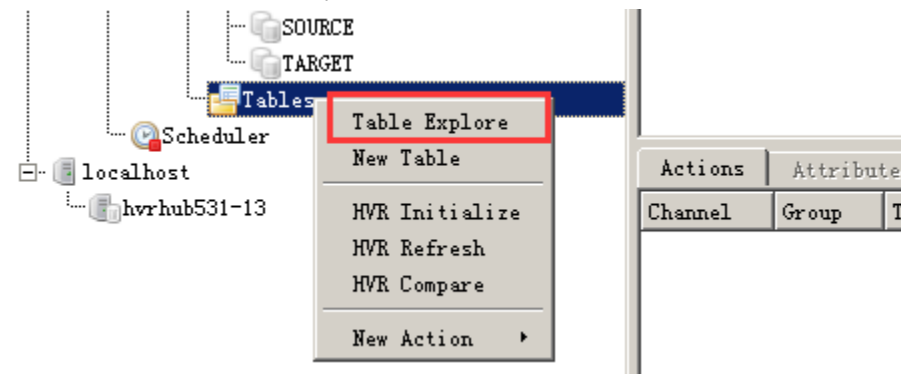 SOURCE
TARGET
Tables
Scheduler
localhost
hvrhub531-13
Table Explore
New Table
HVR Initialize
HVR Refresh
HVR Compare
New Action
Actions
Attribute
Channel
Group
T